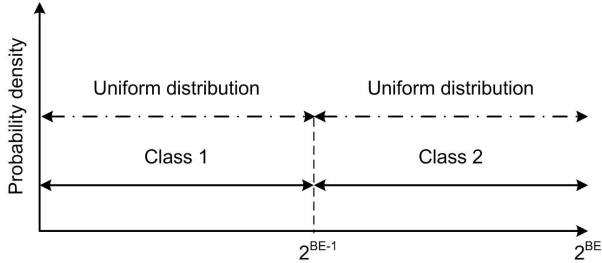 Probability density
Uniform distribution
Uniform distribution
Class 1
Class 2
2^BE-1
2^BE